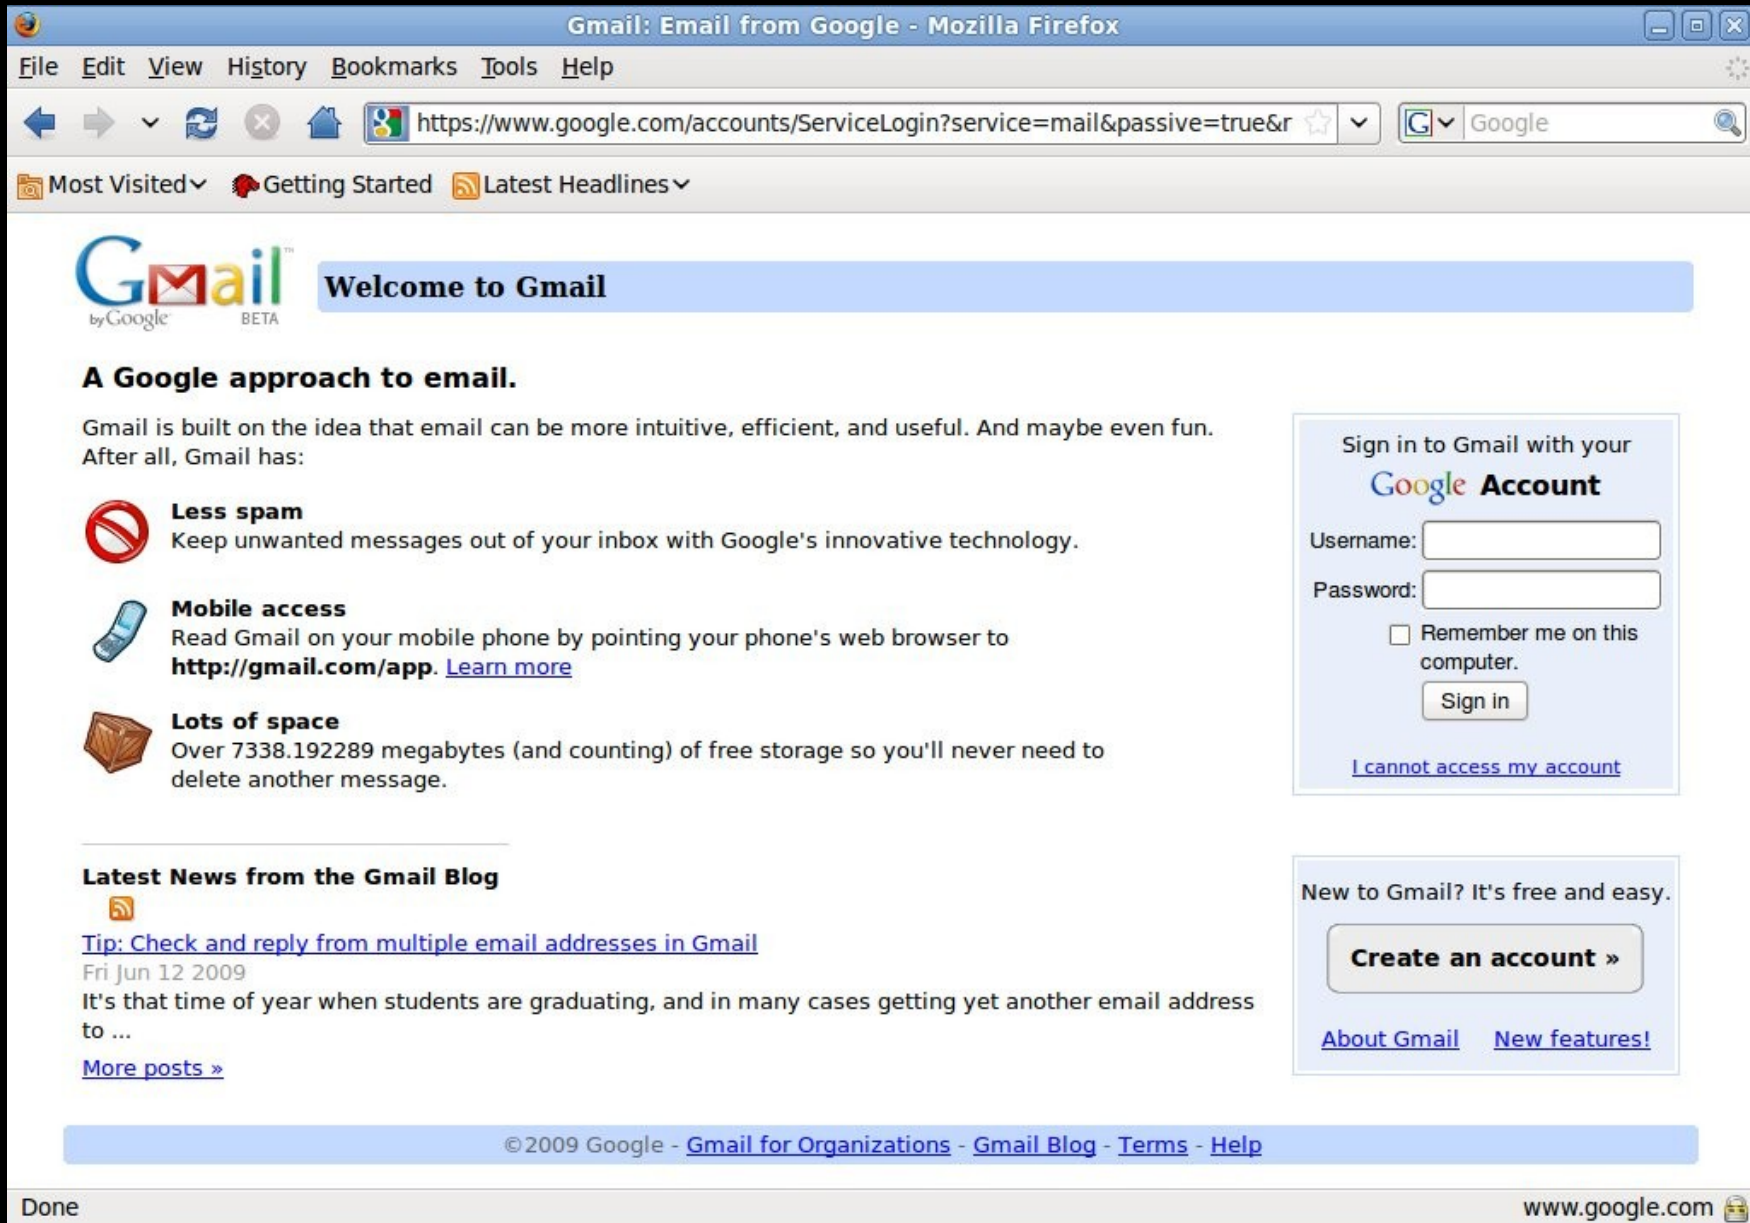 Gmail: Email from Google - Mozilla Firefox
File Edit View History Bookmarks Tools Help
https://www.google.com/accounts/ServiceLogin?service=mail&passive=true&r
G Google
Most Visited Getting Started Latest Headlines
Gmail™
by Google BETA
Welcome to Gmail
A Google approach to email.
Gmail is built on the idea that email can be more intuitive, efficient, and useful. And maybe even fun.
After all, Gmail has:
Less spam
Keep unwanted messages out of your inbox with Google's innovative technology.
Mobile access
Read Gmail on your mobile phone by pointing your phone's web browser to
http://gmail.com/app. Learn more
Lots of space
Over 7338.192289 megabytes (and counting) of free storage so you'll never need to
delete another message.
Latest News from the Gmail Blog
Tip: Check and reply from multiple email addresses in Gmail
Fri Jun 12 2009
It's that time of year when students are graduating, and in many cases getting yet another email address
to ...
More posts »
Sign in to Gmail with your
Google Account
Username:
Password:
Remember me on this
computer.
Sign in
I cannot access my account
New to Gmail? It's free and easy.
Create an account »
About Gmail New features!
©2009 Google - Gmail for Organizations - Gmail Blog - Terms - Help
Done www.google.com